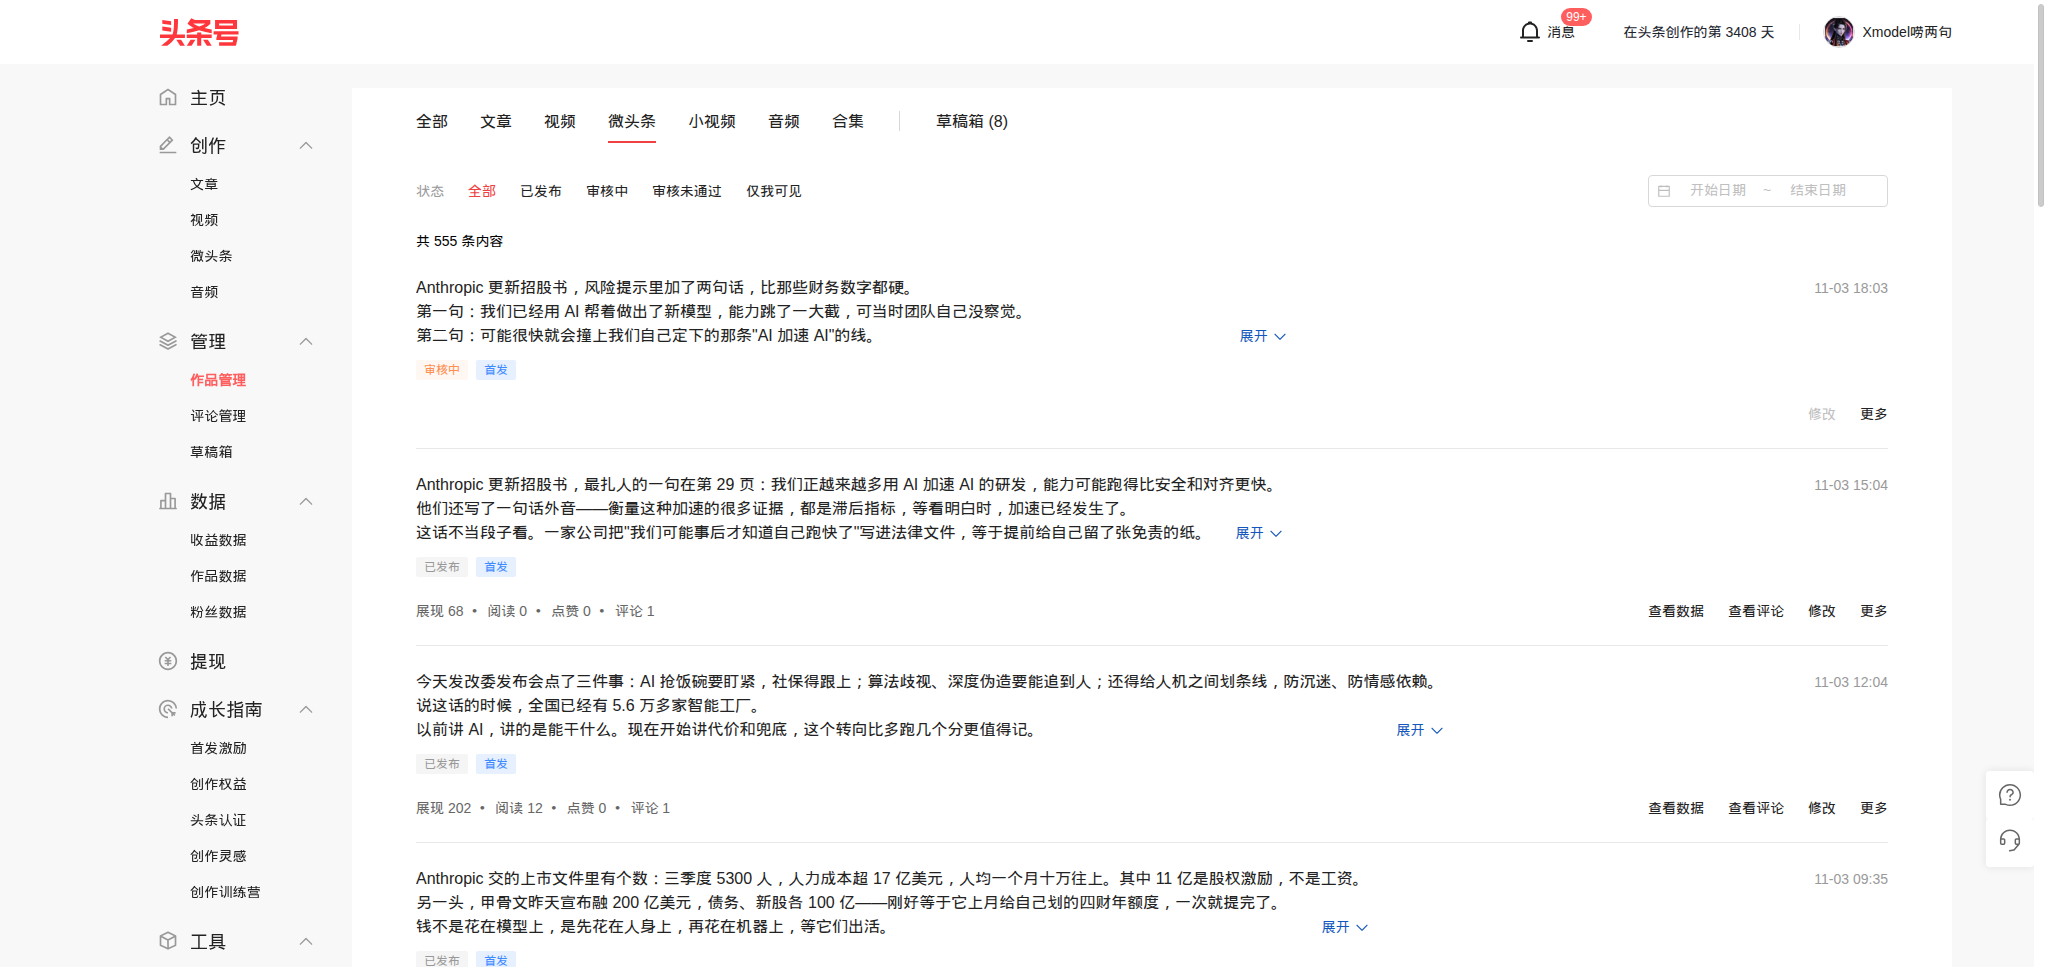 头条号
消息
99+
在头条创作的第 3408 天
Xmodel唠两句
主页
创作
文章
视频
微头条
音频
管理
作品管理
评论管理
草稿箱
数据
收益数据
作品数据
粉丝数据
提现
成长指南
首发激励
创作权益
头条认证
创作灵感
创作训练营
工具
全部 文章 视频 微头条 小视频 音频 合集 草稿箱 (8)
状态 全部 已发布 审核中 审核未通过 仅我可见
开始日期 ~ 结束日期
共 555 条内容
Anthropic 更新招股书，风险提示里加了两句话，比那些财务数字都硬。
11-03 18:03
第一句：我们已经用 AI 帮着做出了新模型，能力跳了一大截，可当时团队自己没察觉。
第二句：可能很快就会撞上我们自己定下的那条"AI 加速 AI"的线。
展开
审核中 首发
修改 更多
Anthropic 更新招股书，最扎人的一句在第 29 页：我们正越来越多用 AI 加速 AI 的研发，能力可能跑得比安全和对齐更快。
11-03 15:04
他们还写了一句话外音——衡量这种加速的很多证据，都是滞后指标，等看明白时，加速已经发生了。
这话不当段子看。一家公司把"我们可能事后才知道自己跑快了"写进法律文件，等于提前给自己留了张免责的纸。
展开
已发布 首发
展现 68 • 阅读 0 • 点赞 0 • 评论 1
查看数据 查看评论 修改 更多
今天发改委发布会点了三件事：AI 抢饭碗要盯紧，社保得跟上；算法歧视、深度伪造要能追到人；还得给人机之间划条线，防沉迷、防情感依赖。
11-03 12:04
说这话的时候，全国已经有 5.6 万多家智能工厂。
以前讲 AI，讲的是能干什么。现在开始讲代价和兜底，这个转向比多跑几个分更值得记。
展开
已发布 首发
展现 202 • 阅读 12 • 点赞 0 • 评论 1
查看数据 查看评论 修改 更多
Anthropic 交的上市文件里有个数：三季度 5300 人，人力成本超 17 亿美元，人均一个月十万往上。其中 11 亿是股权激励，不是工资。
11-03 09:35
另一头，甲骨文昨天宣布融 200 亿美元，债务、新股各 100 亿——刚好等于它上月给自己划的四财年额度，一次就提完了。
钱不是花在模型上，是先花在人身上，再花在机器上，等它们出活。
展开
已发布 首发